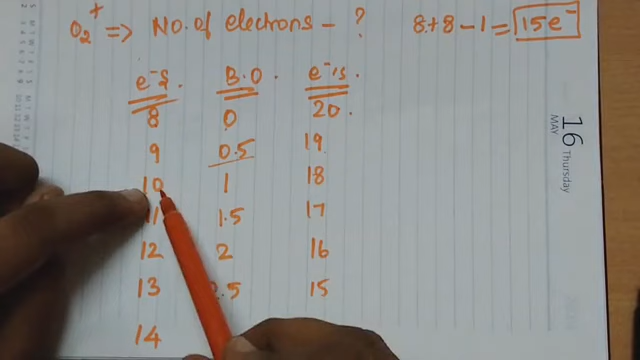 O₂⁺ => No. of electrons - ? 8+8-1 = 15e⁻
e⁻s B.O e⁻'s.
8 0 20.
9 0.5 19
10 1 18
11 1.5 17
12 2 16
13 2.5 15
14
16
MAY
Thursday